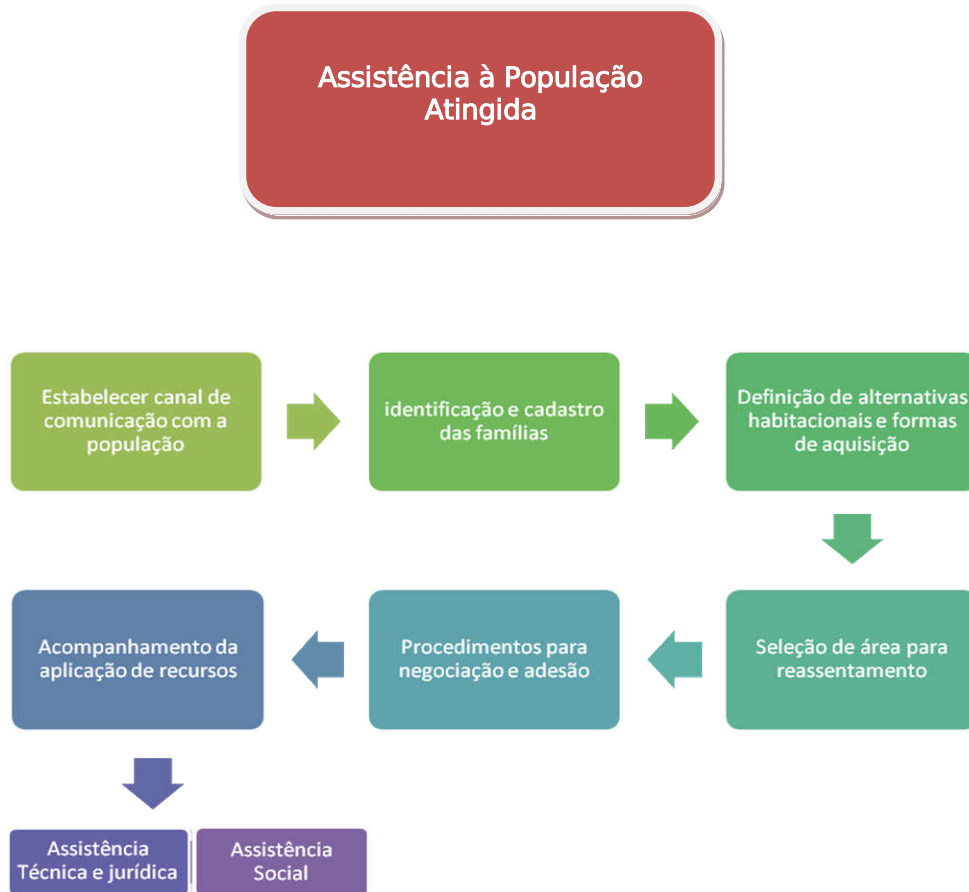 Assistência à População
Atingida
Estabelecer canal de
comunicação com a
população
identificação e cadastro
das famílias
Definição de alternativas
habitacionais e formas
de aquisição
Seleção de área para
reassentamento
Procedimentos para
negociação e adesão
Acompanhamento da
aplicação de recursos
Assistência
Técnica e jurídica
Assistência
Social